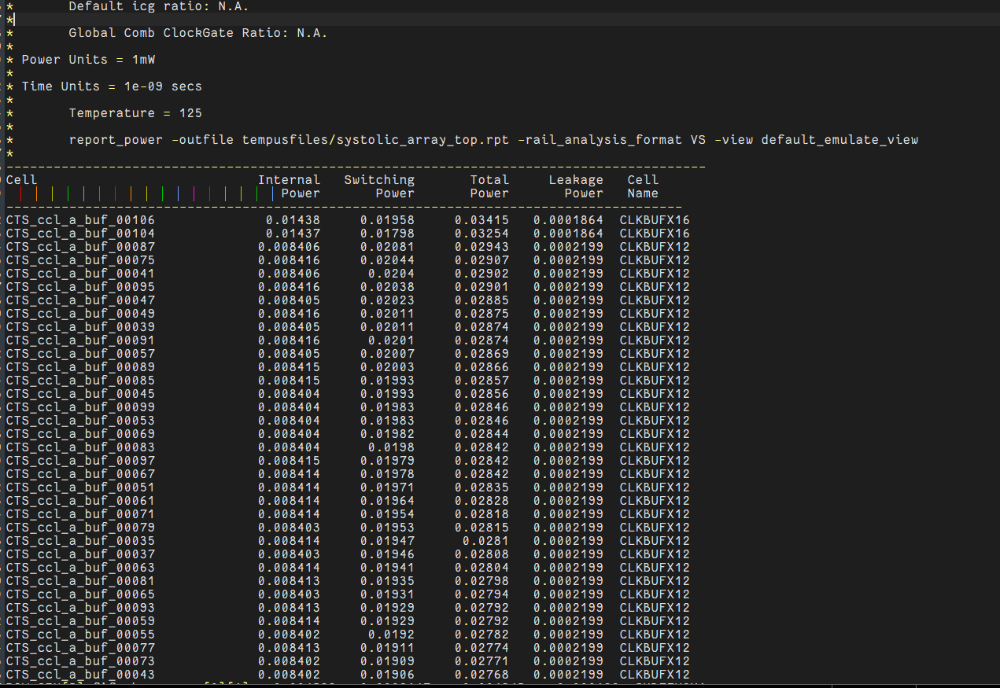 * Default icg ratio: N.A.
*
* Global Comb ClockGate Ratio: N.A.
*
* Power Units = 1mW
*
* Time Units = 1e-09 secs
*
* Temperature = 125
*
* report_power -outfile tempusfiles/systolic_array_top.rpt -rail_analysis_format VS -view default_emulate_view
*
-----------------------------------------------------------------------------------------
Cell Internal Switching Total Leakage Cell
| | | | | | | | | | | | | | | | | Power Power Power Power Name
--------------------------------------------------------------------------------------
CTS_ccl_a_buf_00106 0.01438 0.01958 0.03415 0.0001864 CLKBUFX16
CTS_ccl_a_buf_00104 0.01437 0.01798 0.03254 0.0001864 CLKBUFX16
CTS_ccl_a_buf_00087 0.008406 0.02081 0.02943 0.0002199 CLKBUFX12
CTS_ccl_a_buf_00075 0.008416 0.02044 0.02907 0.0002199 CLKBUFX12
CTS_ccl_a_buf_00041 0.008406 0.0204 0.02902 0.0002199 CLKBUFX12
CTS_ccl_a_buf_00095 0.008416 0.02038 0.02901 0.0002199 CLKBUFX12
CTS_ccl_a_buf_00047 0.008405 0.02023 0.02885 0.0002199 CLKBUFX12
CTS_ccl_a_buf_00049 0.008416 0.02011 0.02875 0.0002199 CLKBUFX12
CTS_ccl_a_buf_00039 0.008405 0.02011 0.02874 0.0002199 CLKBUFX12
CTS_ccl_a_buf_00091 0.008416 0.0201 0.02874 0.0002199 CLKBUFX12
CTS_ccl_a_buf_00057 0.008405 0.02007 0.02869 0.0002199 CLKBUFX12
CTS_ccl_a_buf_00089 0.008415 0.02003 0.02866 0.0002199 CLKBUFX12
CTS_ccl_a_buf_00085 0.008415 0.01993 0.02857 0.0002199 CLKBUFX12
CTS_ccl_a_buf_00045 0.008404 0.01993 0.02856 0.0002199 CLKBUFX12
CTS_ccl_a_buf_00099 0.008404 0.01983 0.02846 0.0002199 CLKBUFX12
CTS_ccl_a_buf_00053 0.008404 0.01983 0.02846 0.0002199 CLKBUFX12
CTS_ccl_a_buf_00069 0.008404 0.01982 0.02844 0.0002199 CLKBUFX12
CTS_ccl_a_buf_00083 0.008404 0.0198 0.02842 0.0002199 CLKBUFX12
CTS_ccl_a_buf_00097 0.008415 0.01979 0.02842 0.0002199 CLKBUFX12
CTS_ccl_a_buf_00067 0.008414 0.01978 0.02842 0.0002199 CLKBUFX12
CTS_ccl_a_buf_00051 0.008414 0.01971 0.02835 0.0002199 CLKBUFX12
CTS_ccl_a_buf_00061 0.008414 0.01964 0.02828 0.0002199 CLKBUFX12
CTS_ccl_a_buf_00071 0.008414 0.01954 0.02818 0.0002199 CLKBUFX12
CTS_ccl_a_buf_00079 0.008403 0.01953 0.02815 0.0002199 CLKBUFX12
CTS_ccl_a_buf_00035 0.008414 0.01947 0.0281 0.0002199 CLKBUFX12
CTS_ccl_a_buf_00037 0.008403 0.01946 0.02808 0.0002199 CLKBUFX12
CTS_ccl_a_buf_00063 0.008414 0.01941 0.02804 0.0002199 CLKBUFX12
CTS_ccl_a_buf_00081 0.008413 0.01935 0.02798 0.0002199 CLKBUFX12
CTS_ccl_a_buf_00065 0.008403 0.01931 0.02794 0.0002199 CLKBUFX12
CTS_ccl_a_buf_00093 0.008413 0.01929 0.02792 0.0002199 CLKBUFX12
CTS_ccl_a_buf_00059 0.008414 0.01929 0.02792 0.0002199 CLKBUFX12
CTS_ccl_a_buf_00055 0.008402 0.0192 0.02782 0.0002199 CLKBUFX12
CTS_ccl_a_buf_00077 0.008413 0.01911 0.02774 0.0002199 CLKBUFX12
CTS_ccl_a_buf_00073 0.008402 0.01909 0.02771 0.0002199 CLKBUFX12
CTS_ccl_a_buf_00043 0.008402 0.01906 0.02768 0.0002199 CLKBUFX12